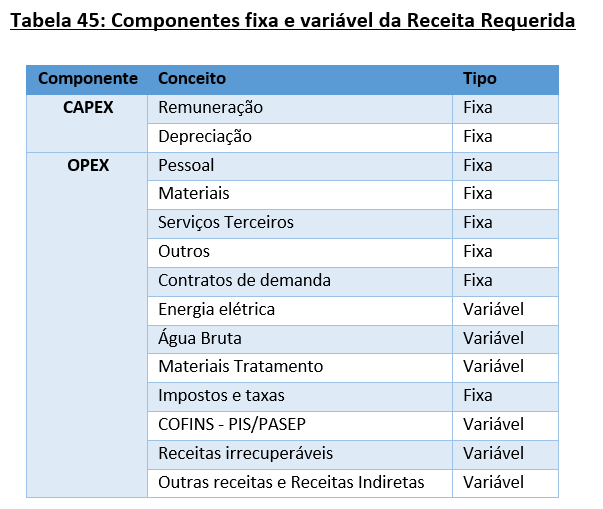 Tabela 45: Componentes fixa e variável da Receita Requerida
Componente Conceito Tipo
CAPEX Remuneração Fixa
Depreciação Fixa
OPEX Pessoal Fixa
Materiais Fixa
Serviços Terceiros Fixa
Outros Fixa
Contratos de demanda Fixa
Energia elétrica Variável
Água Bruta Variável
Materiais Tratamento Variável
Impostos e taxas Fixa
COFINS - PIS/PASEP Variável
Receitas irrecuperáveis Variável
Outras receitas e Receitas Indiretas Variável